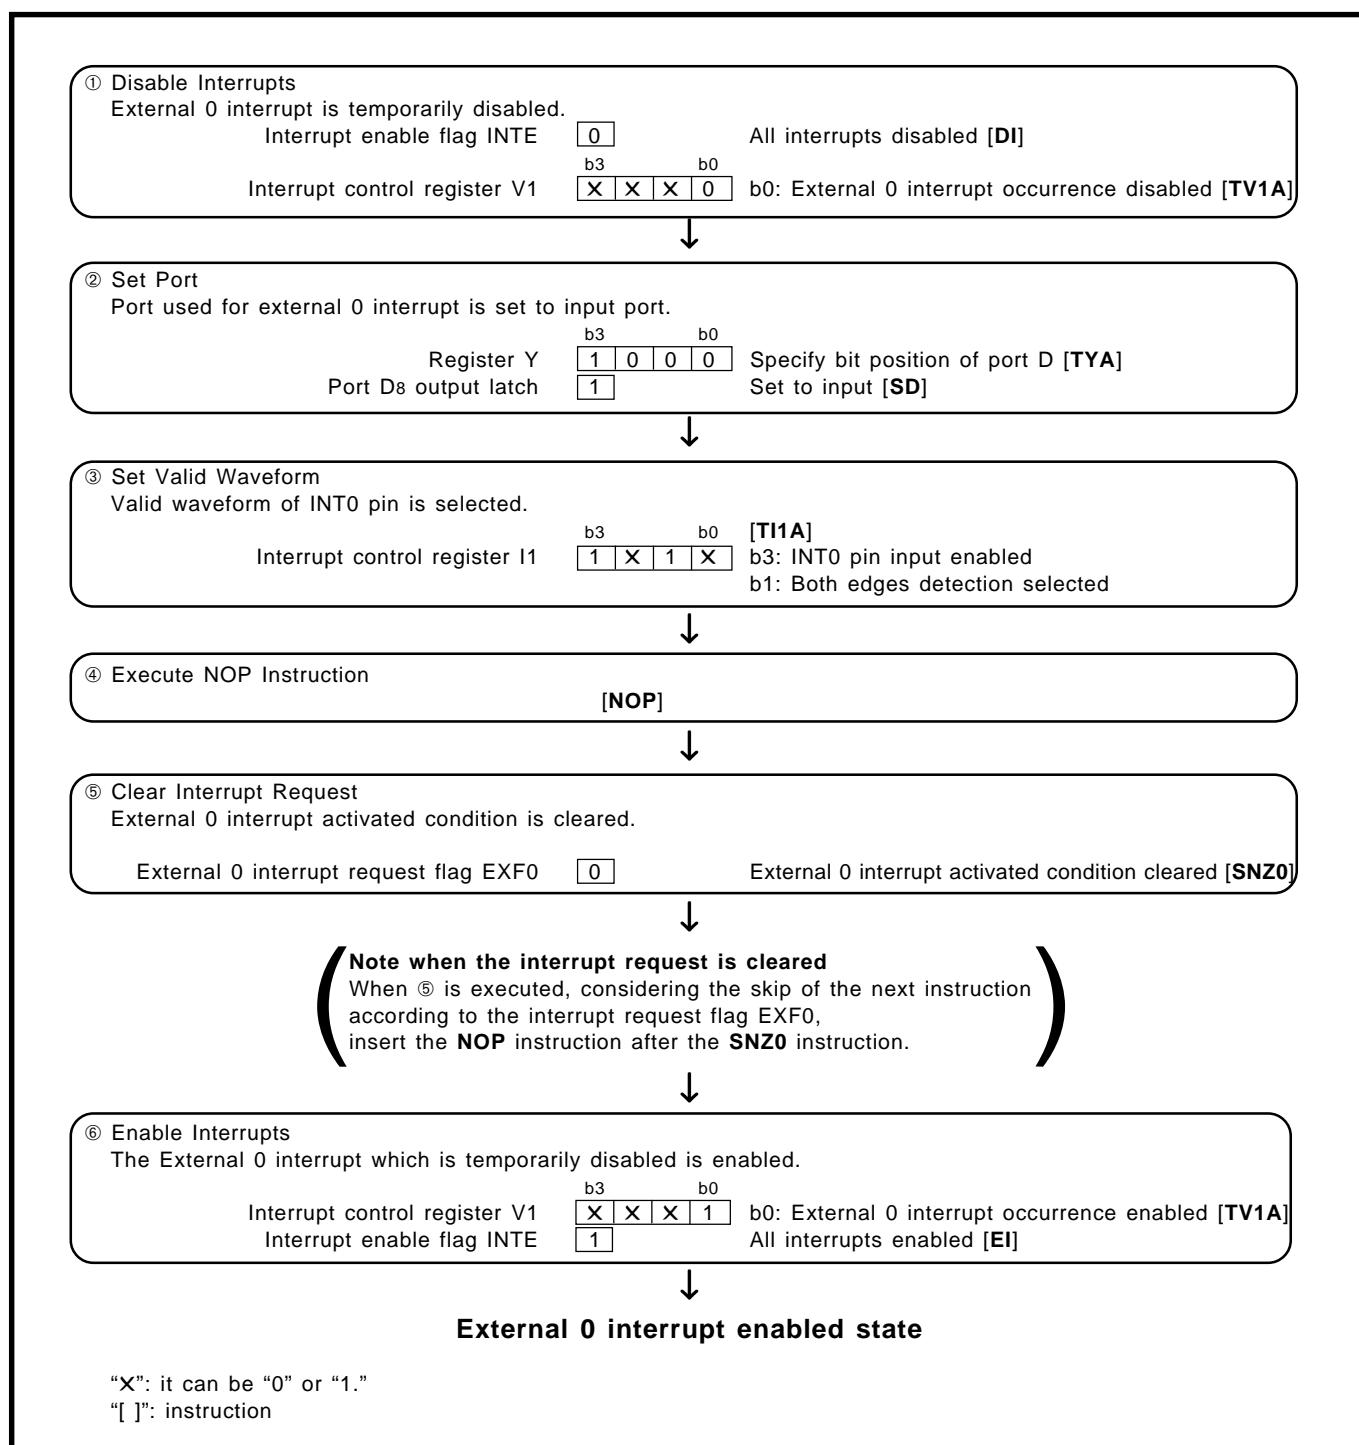 ① Disable Interrupts
External 0 interrupt is temporarily disabled.
Interrupt enable flag INTE 0 All interrupts disabled [DI]
b3 b0
Interrupt control register V1 X X X 0 b0: External 0 interrupt occurrence disabled [TV1A]
↓
② Set Port
Port used for external 0 interrupt is set to input port.
b3 b0
Register Y 1 0 0 0 Specify bit position of port D [TYA]
Port D8 output latch 1 Set to input [SD]
↓
③ Set Valid Waveform
Valid waveform of INT0 pin is selected.
b3 b0 [TI1A]
Interrupt control register I1 1 X 1 X b3: INT0 pin input enabled
b1: Both edges detection selected
↓
④ Execute NOP Instruction
[NOP]
↓
⑤ Clear Interrupt Request
External 0 interrupt activated condition is cleared.
External 0 interrupt request flag EXF0 0 External 0 interrupt activated condition cleared [SNZ0]
↓
Note when the interrupt request is cleared
When ⑤ is executed, considering the skip of the next instruction
according to the interrupt request flag EXF0,
insert the NOP instruction after the SNZ0 instruction.
↓
⑥ Enable Interrupts
The External 0 interrupt which is temporarily disabled is enabled.
b3 b0
Interrupt control register V1 X X X 1 b0: External 0 interrupt occurrence enabled [TV1A]
Interrupt enable flag INTE 1 All interrupts enabled [EI]
↓
External 0 interrupt enabled state
“X”: it can be “0” or “1.”
“[ ]”: instruction